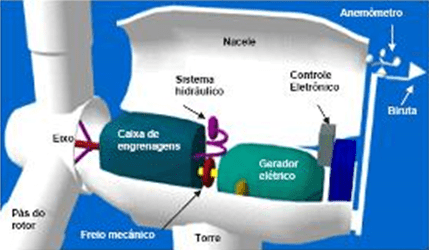 Anemômetro
Nacele
Sistema
hidráulico
Controle
Eletrônico
Biruta
Eixo
Caixa de
engrenagens
Gerador
elétrico
Pás do
rotor
Freio mecânico
Torre